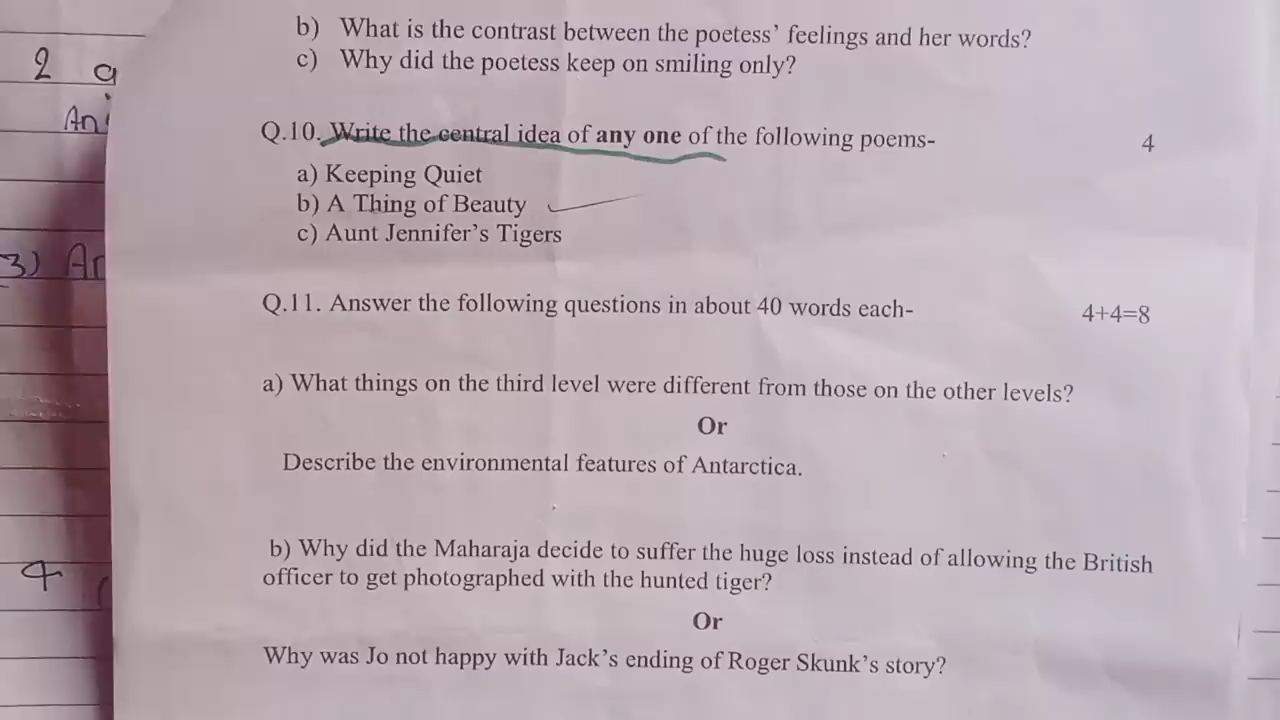 b) What is the contrast between the poetess' feelings and her words?
c) Why did the poetess keep on smiling only?
2 q
An
Q.10. Write the central idea of any one of the following poems- 4
a) Keeping Quiet
b) A Thing of Beauty
c) Aunt Jennifer's Tigers
3) Ar
Q.11. Answer the following questions in about 40 words each- 4+4=8
a) What things on the third level were different from those on the other levels?
Or
Describe the environmental features of Antarctica.
b) Why did the Maharaja decide to suffer the huge loss instead of allowing the British
officer to get photographed with the hunted tiger?
4
Or
Why was Jo not happy with Jack's ending of Roger Skunk's story?